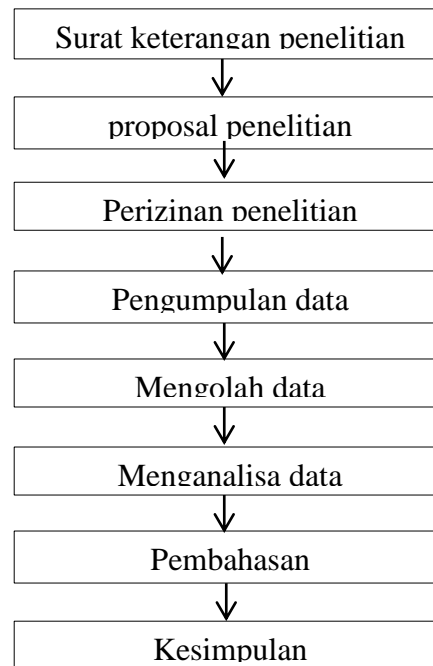 Surat keterangan penelitian
proposal penelitian
Perizinan penelitian
Pengumpulan data
Mengolah data
Menganalisa data
Pembahasan
Kesimpulan